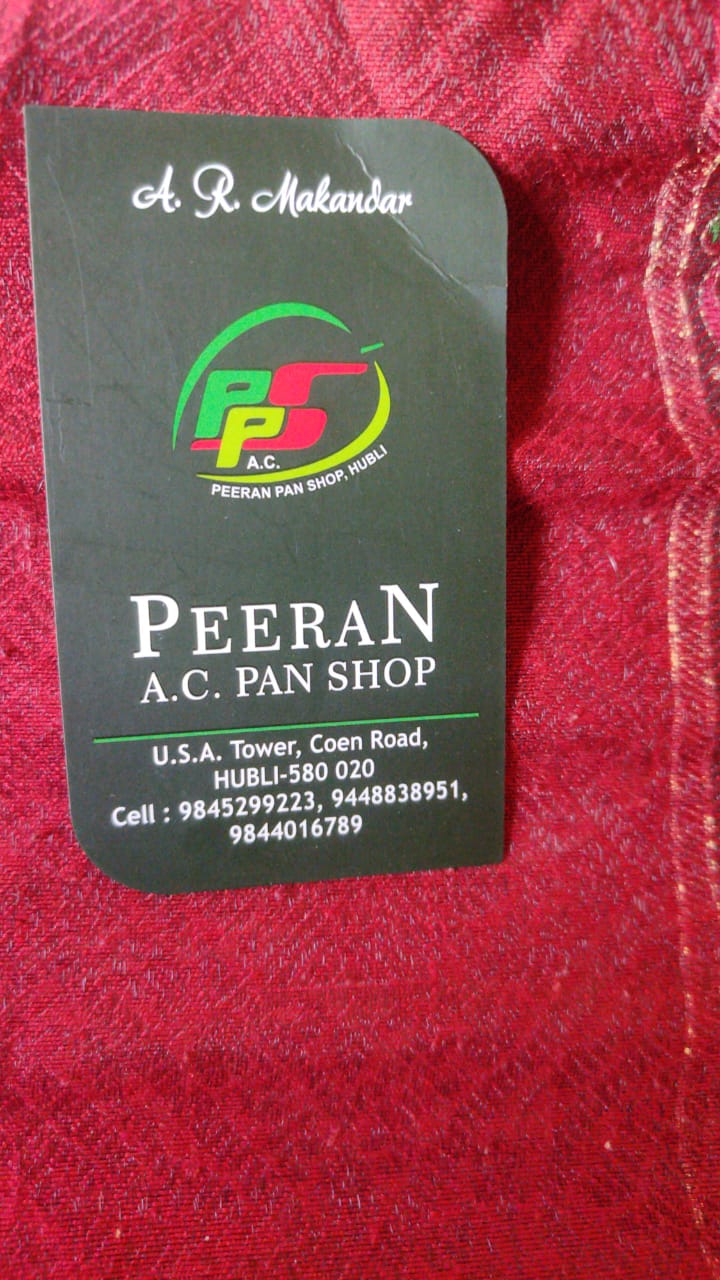 A. R. Makandar
PPS
A.C.
PEERAN PAN SHOP, HUBLI
PEERAN
A.C. PAN SHOP
U.S.A. Tower, Coen Road,
HUBLI-580 020
Cell : 9845299223, 9448838951,
9844016789